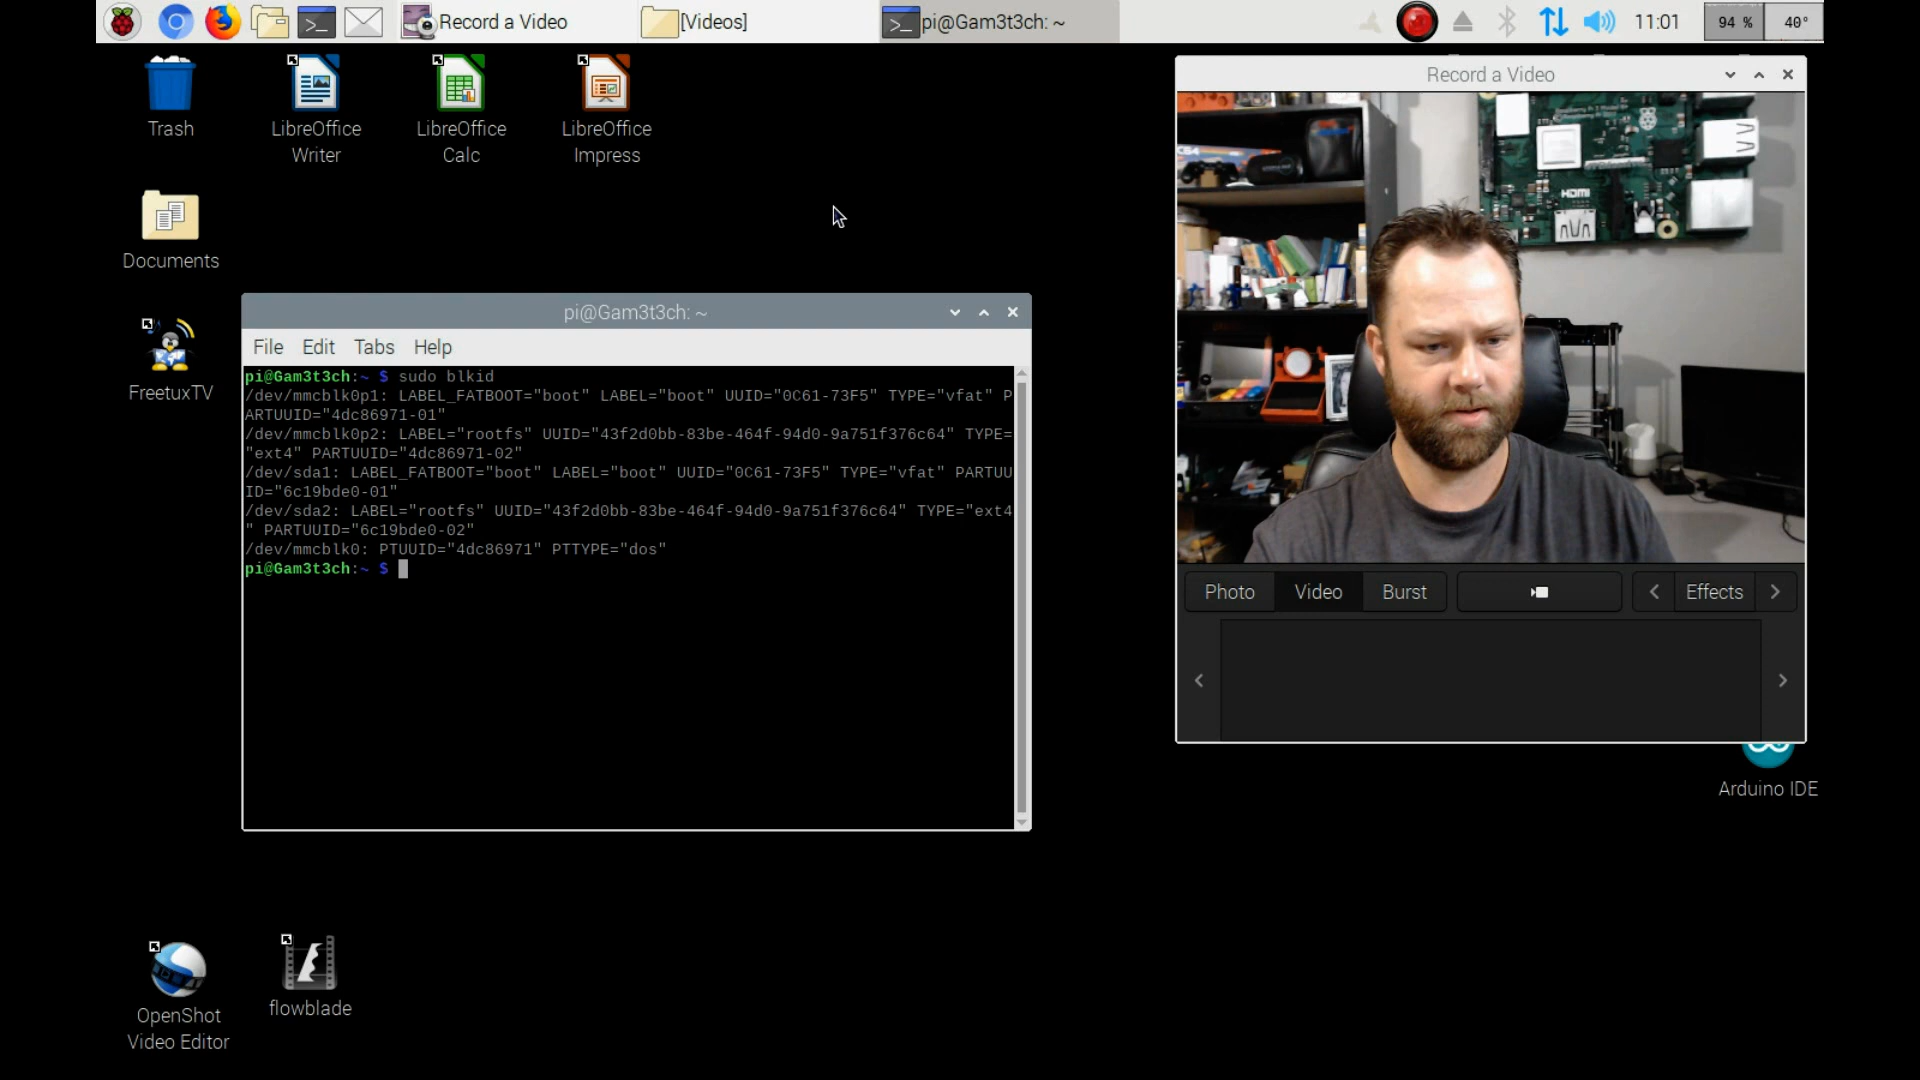 Record a Video
[Videos]
pi@Gam3t3ch: ~
11:01
94 %
40°
Trash
LibreOffice
Writer
LibreOffice
Calc
LibreOffice
Impress
Documents
FreetuxTV
pi@Gam3t3ch: ~
File Edit Tabs Help
pi@Gam3t3ch:~ $ sudo blkid
/dev/mmcblk0p1: LABEL_FATBOOT="boot" LABEL="boot" UUID="0C61-73F5" TYPE="vfat" P
ARTUUID="4dc86971-01"
/dev/mmcblk0p2: LABEL="rootfs" UUID="43f2d0bb-83be-464f-94d0-9a751f376c64" TYPE=
"ext4" PARTUUID="4dc86971-02"
/dev/sda1: LABEL_FATBOOT="boot" LABEL="boot" UUID="0C61-73F5" TYPE="vfat" PARTUU
ID="6c19bde0-01"
/dev/sda2: LABEL="rootfs" UUID="43f2d0bb-83be-464f-94d0-9a751f376c64" TYPE="ext4
" PARTUUID="6c19bde0-02"
/dev/mmcblk0: PTUUID="4dc86971" PTTYPE="dos"
pi@Gam3t3ch:~ $
Record a Video
HDMI
Photo Video Burst Effects
Arduino IDE
OpenShot
Video Editor
flowblade